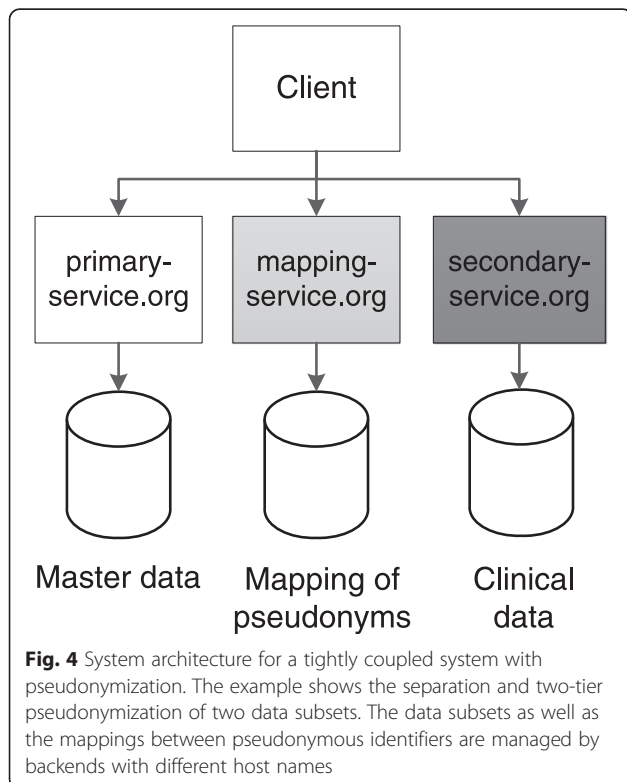 Client
primary-
service.org
mapping-
service.org
secondary-
service.org
Master data
Mapping of
pseudonyms
Clinical
data
Fig. 4 System architecture for a tightly coupled system with
pseudonymization. The example shows the separation and two-tier
pseudonymization of two data subsets. The data subsets as well as
the mappings between pseudonymous identifiers are managed by
backends with different host names